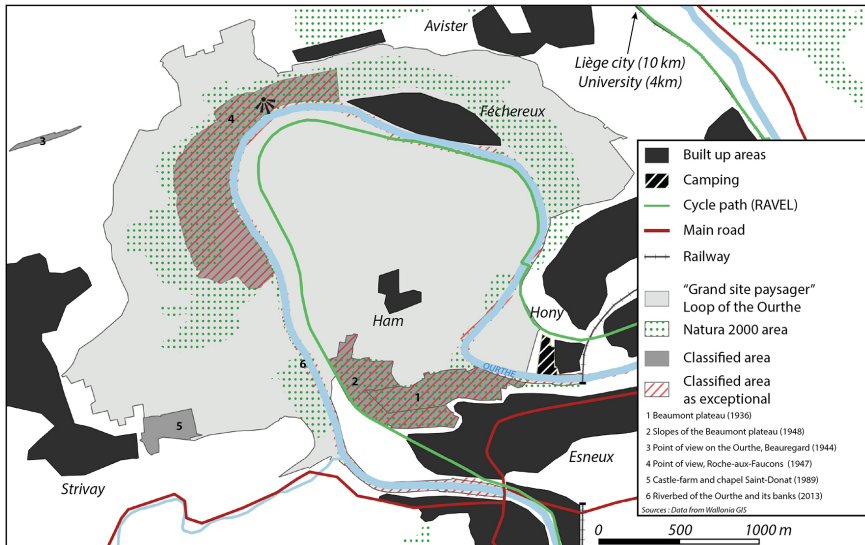 Avister
Liège city (10 km)
University (4km)
4
Féchereux
3
Built up areas
Camping
Cycle path (RAVEL)
Main road
Railway
"Grand site paysager"
Loop of the Ourthe
Natura 2000 area
Classified area
Classified area
as exceptional
1 Beaumont plateau (1936)
2 Slopes of the Beaumont plateau (1948)
3 Point of view on the Ourthe, Beauregard (1944)
4 Point of view, Roche-aux-Faucons (1947)
5 Castle-farm and chapel Saint-Donat (1989)
6 Riverbed of the Ourthe and its banks (2013)
Sources : Data from Wallonia GIS
Ham
Hony
6
OURTHE
2
1
5
Esneux
Strivay
0 500 1000 m